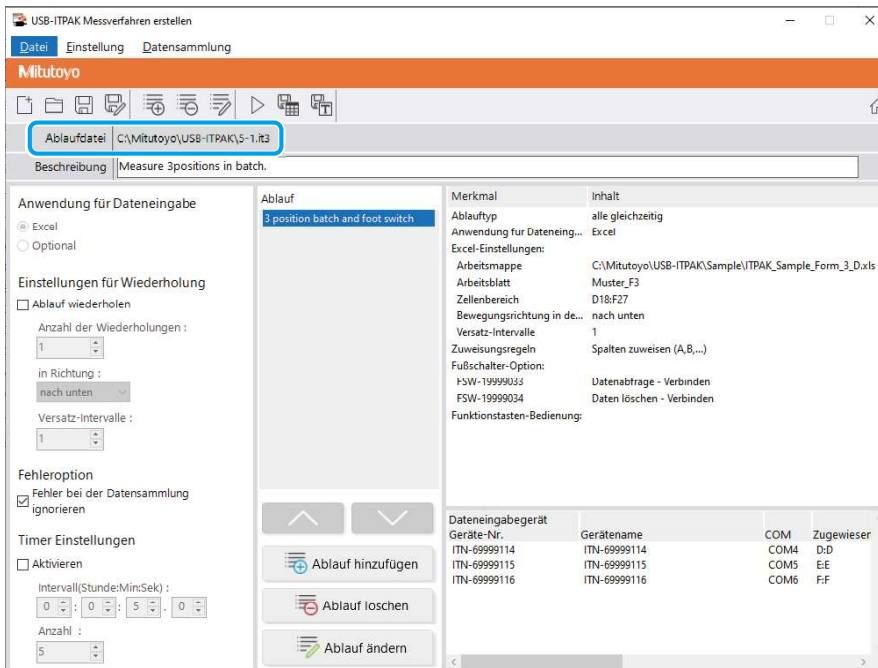 USB-ITPAK Messverfahren erstellen
Datei Einstellung Datensammlung
Mitutoyo
Ablaufdatei C:\Mitutoyo\USB-ITPAK\5-1.it3
Beschreibung Measure 3positions in batch.
Anwendung für Dateneingabe
Excel
Optional
Einstellungen für Wiederholung
Ablauf wiederholen
Anzahl der Wiederholungen :
1
in Richtung :
nach unten
Versatz-Intervalle :
1
Fehleroption
Fehler bei der Datensammlung
ignorieren
Timer Einstellungen
Aktivieren
Intervall(Stunde:Min:Sek) :
0 : 0 : 5 . 0
Anzahl :
5
Ablauf
3 position batch and foot switch
Ablauf hinzufügen
Ablauf loschen
Ablauf ändern
Merkmal Inhalt
Ablauftyp alle gleichzeitig
Anwendung fur Dateneing... Excel
Excel-Einstellungen:
Arbeitsmappe C:\Mitutoyo\USB-ITPAK\Sample\ITPAK_Sample_Form_3_D.xls
Arbeitsblatt Muster_F3
Zellenbereich D18:F27
Bewegungsrichtung in de... nach unten
Versatz-Intervalle 1
Zuweisungsregeln Spalten zuweisen (A,B,...)
Fußschalter-Option:
FSW-19999033 Datenabfrage - Verbinden
FSW-19999034 Daten löschen - Verbinden
Funktionstasten-Bedienung:
Dateneingabegerät
Geräte-Nr. Gerätename COM Zugewiesen
ITN-69999114 ITN-69999114 COM4 D:D
ITN-69999115 ITN-69999115 COM5 E:E
ITN-69999116 ITN-69999116 COM6 F:F